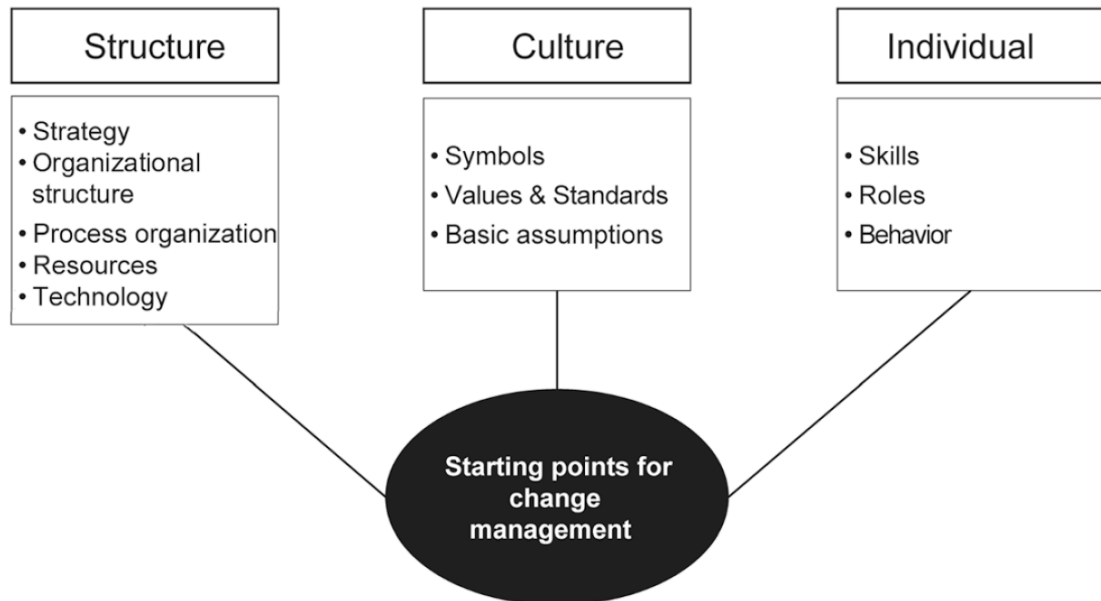 Structure
• Strategy
• Organizational
structure
• Process organization
• Resources
• Technology
Culture
• Symbols
• Values & Standards
• Basic assumptions
Individual
• Skills
• Roles
• Behavior
Starting points for
change
management